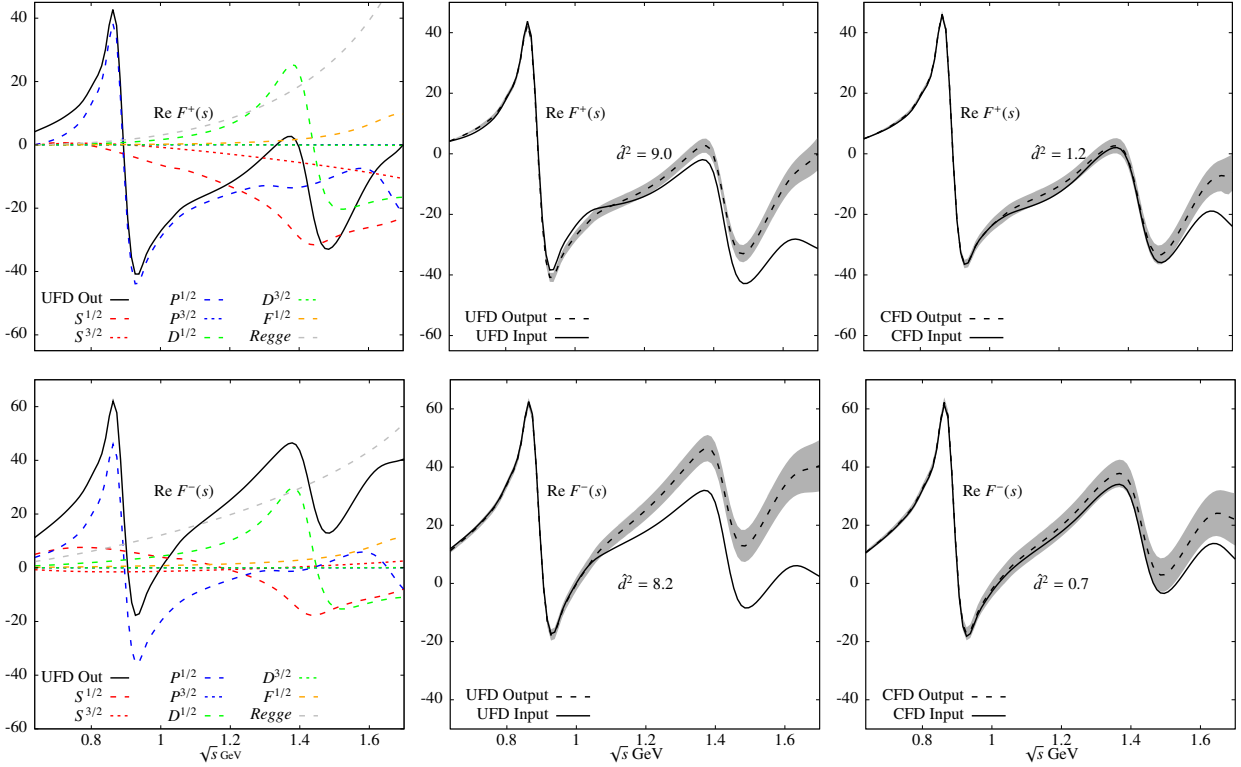 40
20
0
-20
-40
-60
Re F⁺(s)
UFD Out
S^{1/2}
S^{3/2}
P^{1/2}
P^{3/2}
D^{1/2}
D^{3/2}
F^{1/2}
Regge
40
20
0
-20
-40
-60
Re F⁺(s)
d̂² = 9.0
UFD Output
UFD Input
40
20
0
-20
-40
-60
Re F⁺(s)
d̂² = 1.2
CFD Output
CFD Input
60
40
20
0
-20
-40
-60
Re F⁻(s)
UFD Out
S^{1/2}
S^{3/2}
P^{1/2}
P^{3/2}
D^{1/2}
D^{3/2}
F^{1/2}
Regge
0.8
1
1.2
1.4
1.6
√s GeV
60
40
20
0
-20
-40
Re F⁻(s)
d̂² = 8.2
UFD Output
UFD Input
0.8
1
1.2
1.4
1.6
√s GeV
60
40
20
0
-20
-40
Re F⁻(s)
d̂² = 0.7
CFD Output
CFD Input
0.8
1
1.2
1.4
1.6
√s GeV